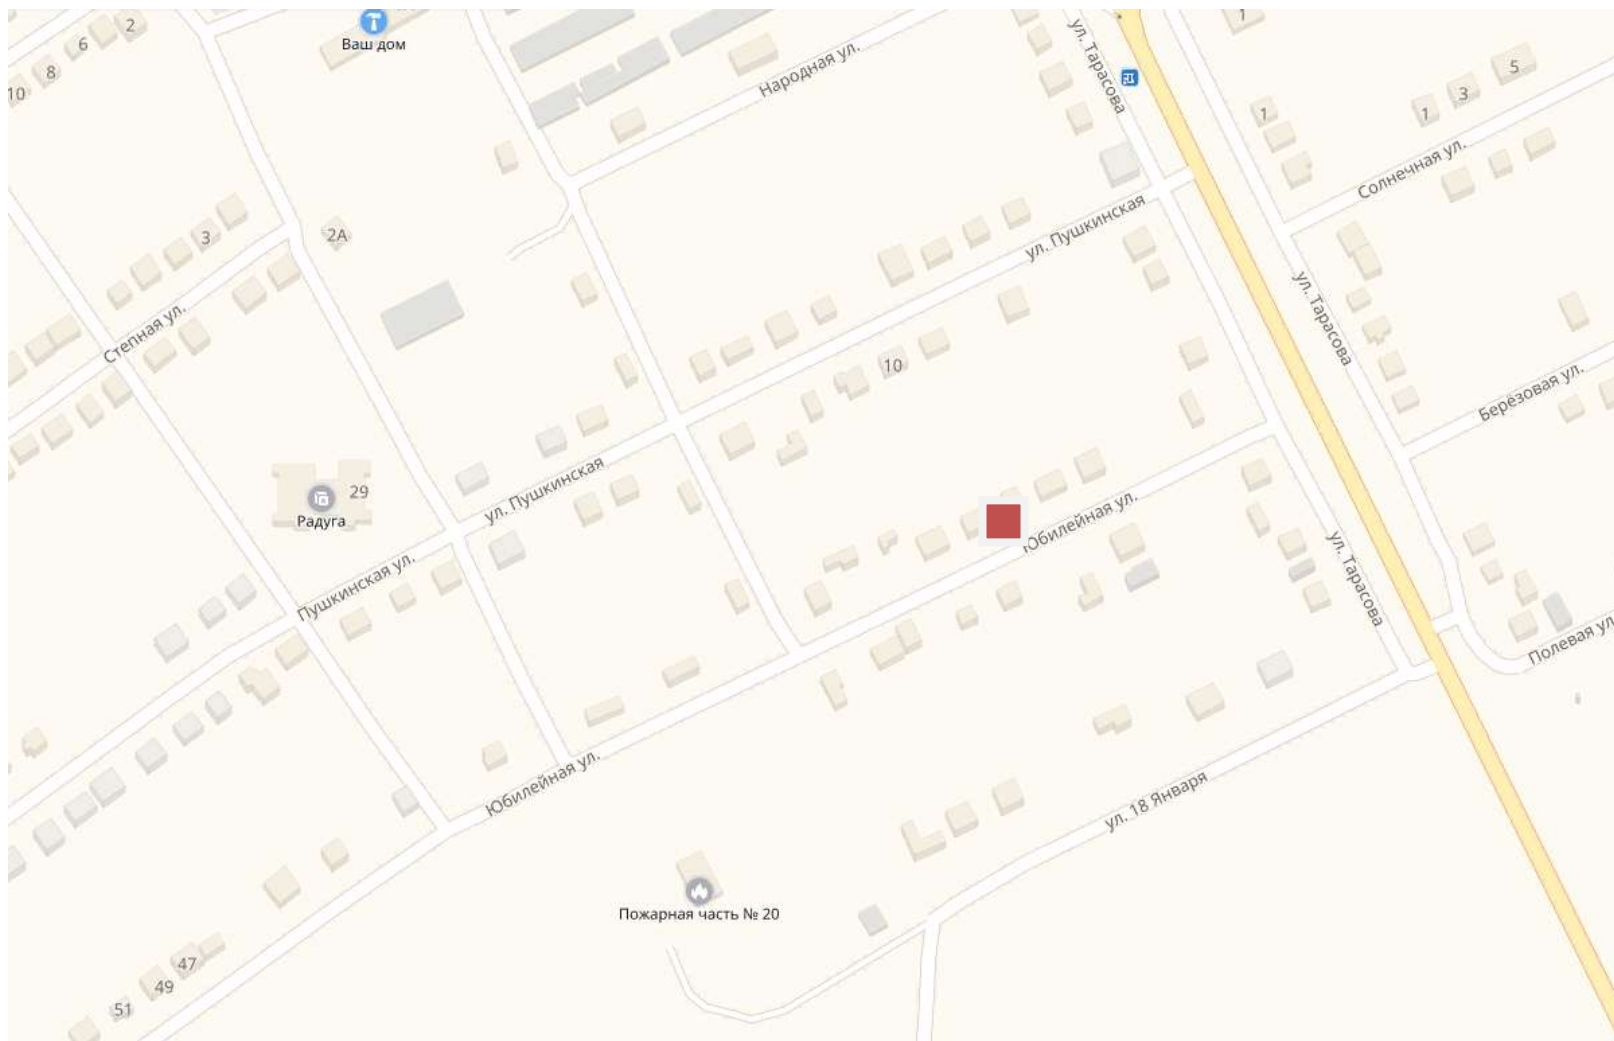 2
6
8
10
Ваш дом
Народная ул.
ул. Тарасова
1
5
3
1
1
Солнечная ул.
3
2А
ул. Пушкинская
Степная ул.
ул. Тарасова
10
Берёзовая ул.
29
Радуга
ул. Пушкинская
Юбилейная ул.
Пушкинская ул.
ул. Тарасова
Полевая ул
Юбилейная ул.
ул. 18 Января
Пожарная часть № 20
47
49
51